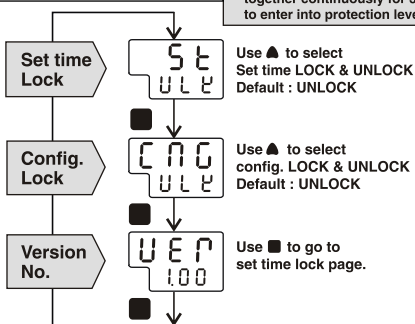 together continuously for
to enter into protection leve
Set time
Lock
St
ULY
Use to select
Set time LOCK & UNLOCK
Default : UNLOCK
Config.
Lock
CNG
ULY
Use to select
config. LOCK & UNLOCK
Default : UNLOCK
Version
No.
VER
1.00
Use to go to
set time lock page.